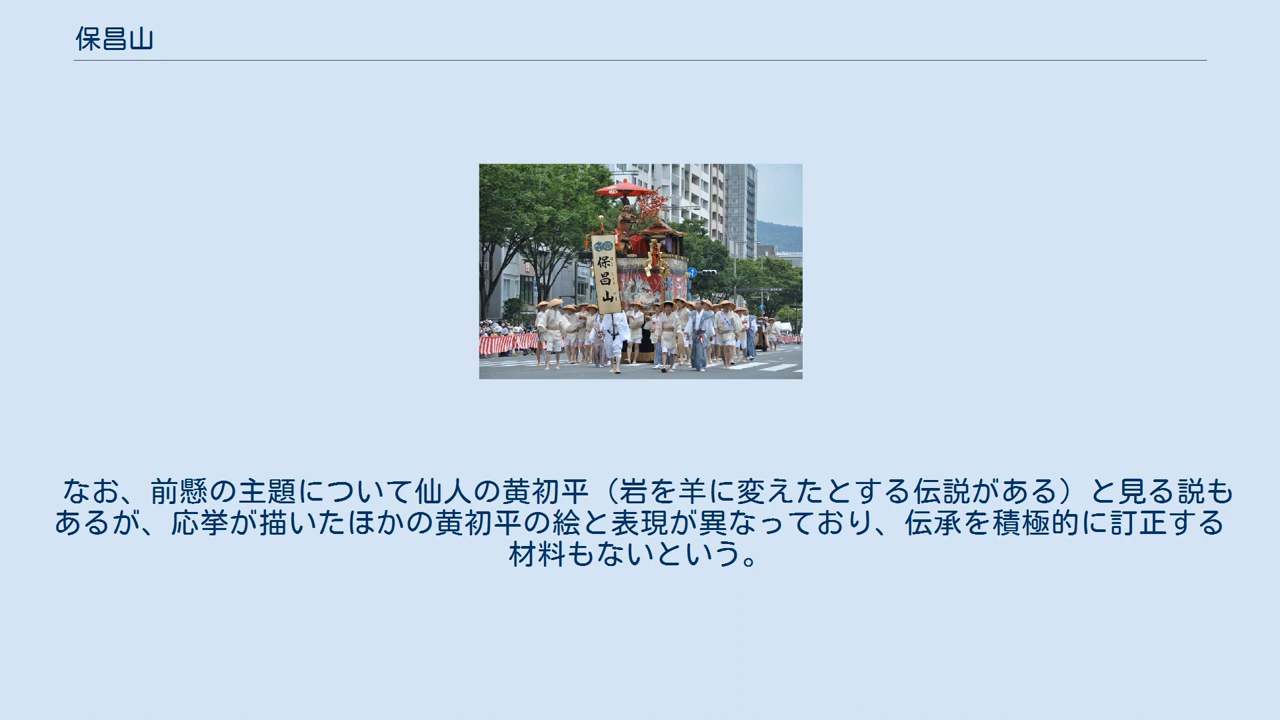 保昌山
保昌山
なお、前懸の主題について仙人の黄初平（岩を羊に変えたとする伝説がある）と見る説も
あるが、応挙が描いたほかの黄初平の絵と表現が異なっており、伝承を積極的に訂正する
材料もないという。